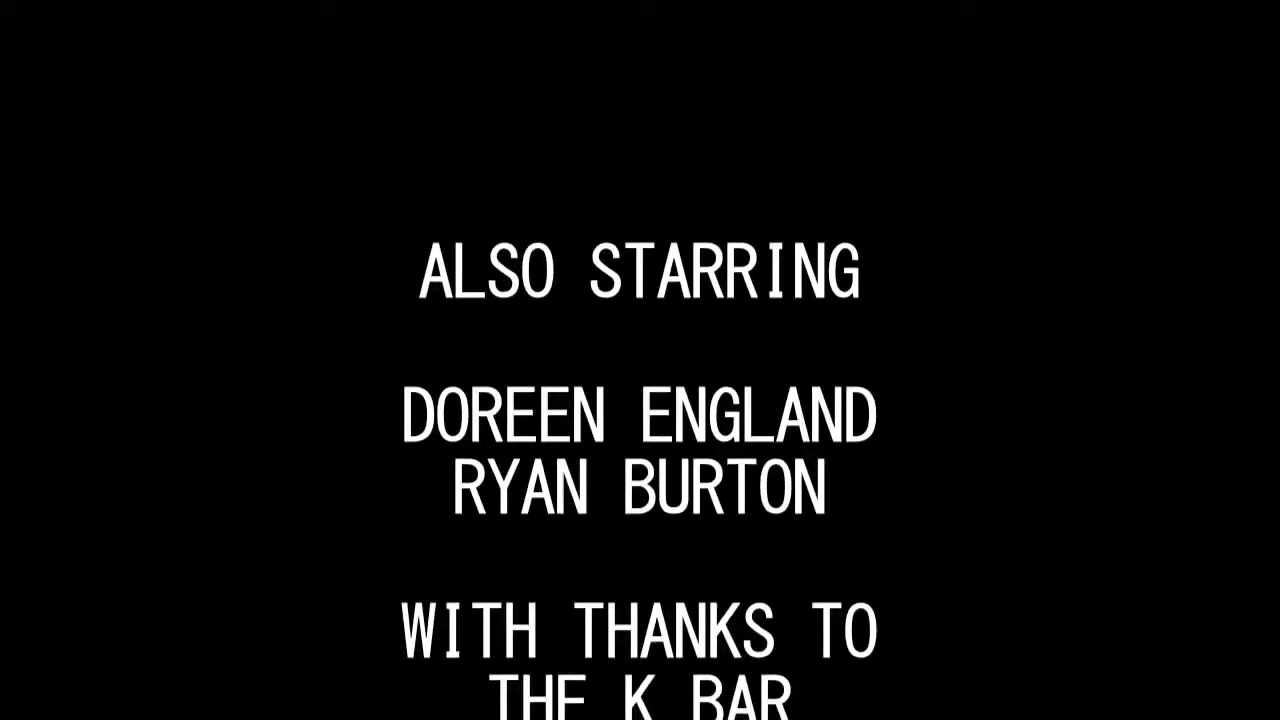 ALSO STARRING
DOREEN ENGLAND
RYAN BURTON
WITH THANKS TO
THE K BAR